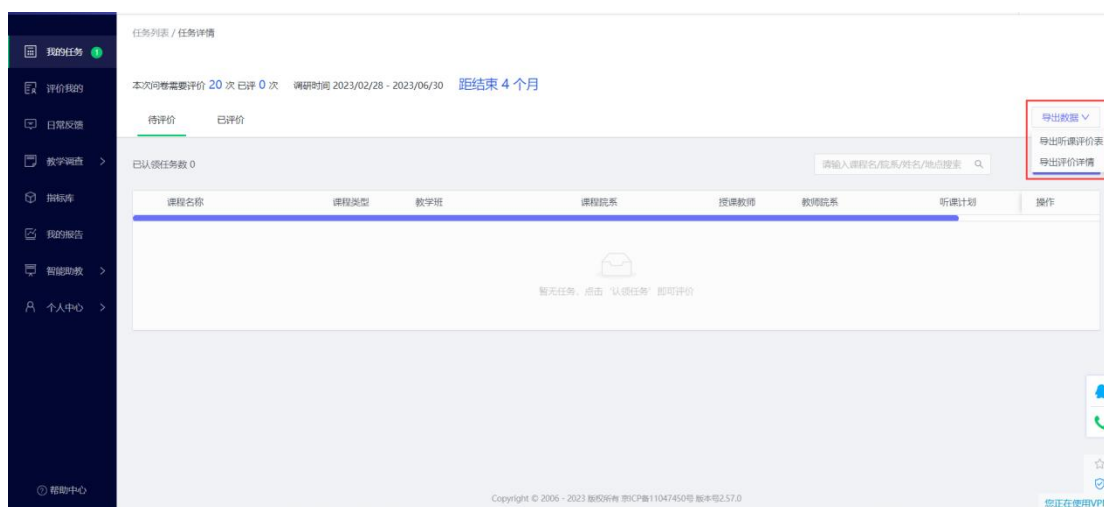 任务列表 / 任务详情
我的任务 1
评价我的
日常反馈
教学调查
指标库
我的报告
智能助教
个人中心
帮助中心
本次问卷需要评价 20 次 已评 0 次 调研时间 2023/02/28 - 2023/06/30 距结束 4 个月
待评价 已评价
导出数据
导出听课评价表
导出评价详情
已认领任务数 0
请输入课程名/院系/姓名/地点搜索
课程名称 课程类型 教学班 课程院系 授课教师 教师院系 听课计划 操作
暂无任务，点击‘认领任务’即可评价
Copyright © 2006 - 2023 版权所有 京ICP备11047450号 版本号2.57.0
您正在使用VP